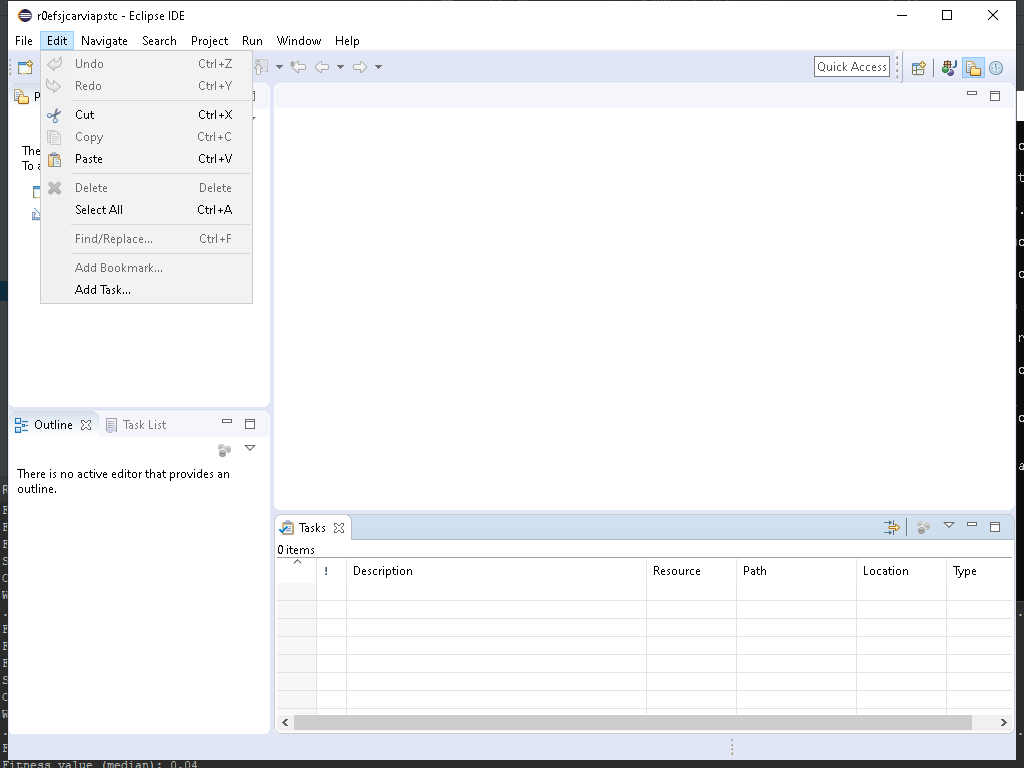 r0efsjcarviapstc - Eclipse IDE
File Edit Navigate Search Project Run Window Help
Undo Ctrl+Z
Redo Ctrl+Y
Cut Ctrl+X
Copy Ctrl+C
Paste Ctrl+V
Delete Delete
Select All Ctrl+A
Find/Replace... Ctrl+F
Add Bookmark...
Add Task...
Quick Access
The
To
Outline Task List
There is no active editor that provides an
outline.
Tasks
0 items
! Description Resource Path Location Type
Fitness value (median): 0.04